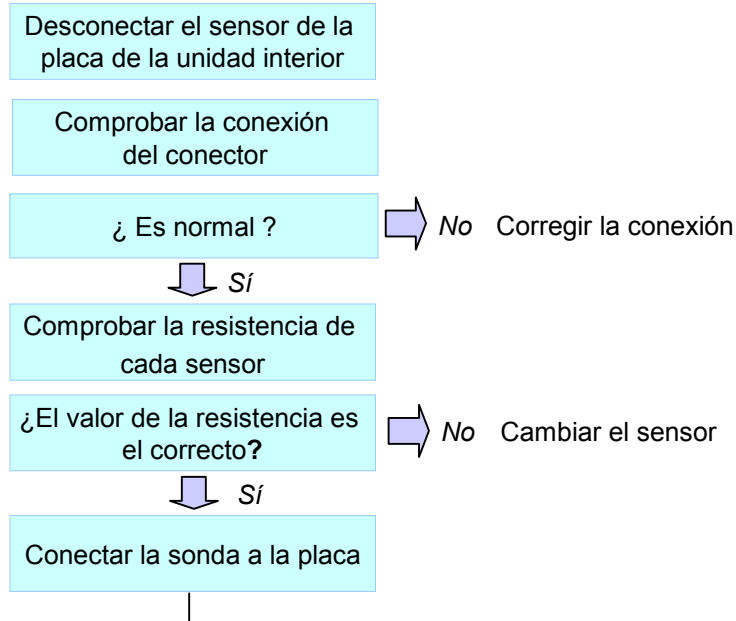 Desconectar el sensor de la
placa de la unidad interior
Comprobar la conexión
del conector
¿ Es normal ?
No Corregir la conexión
Sí
Comprobar la resistencia de
cada sensor
¿El valor de la resistencia es
el correcto?
No Cambiar el sensor
Sí
Conectar la sonda a la placa